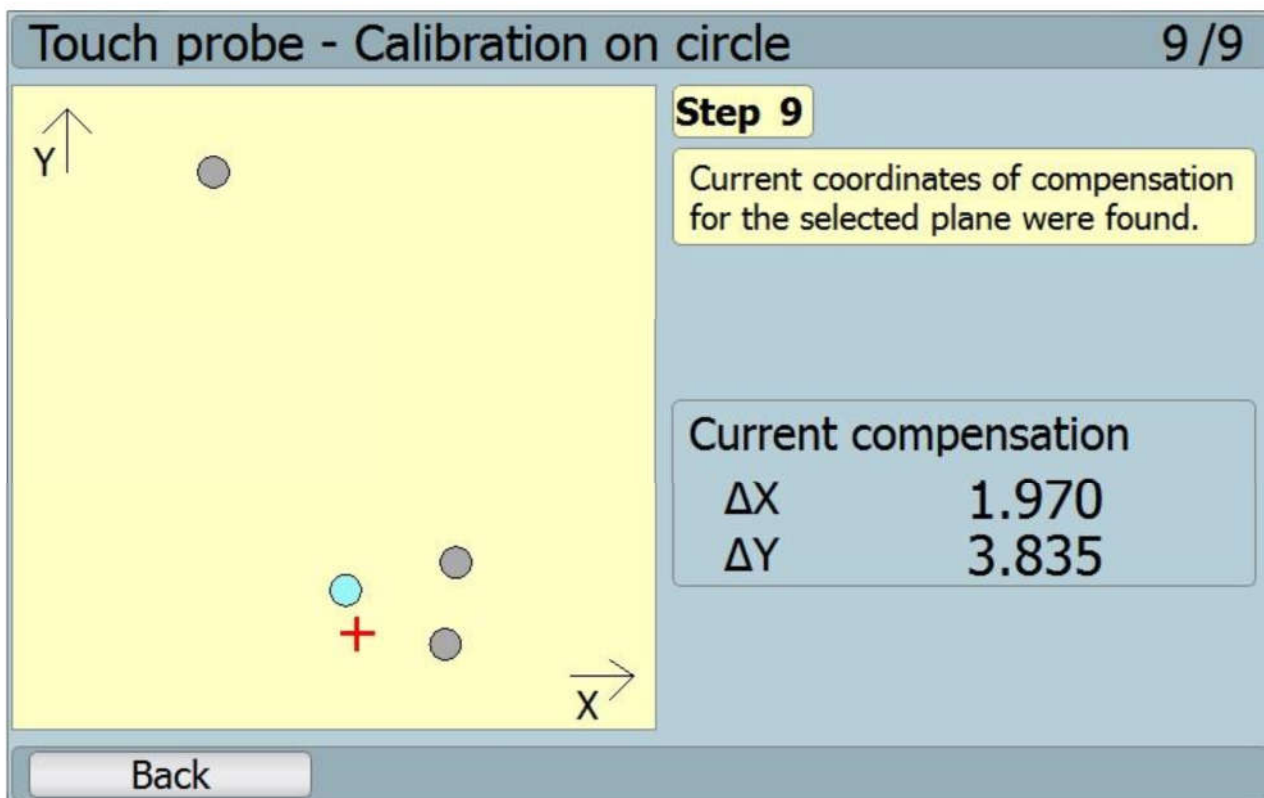 Touch probe - Calibration on circle 9/9
Y
Step 9
Current coordinates of compensation
for the selected plane were found.
Current compensation
ΔX 1.970
ΔY 3.835
X
Back